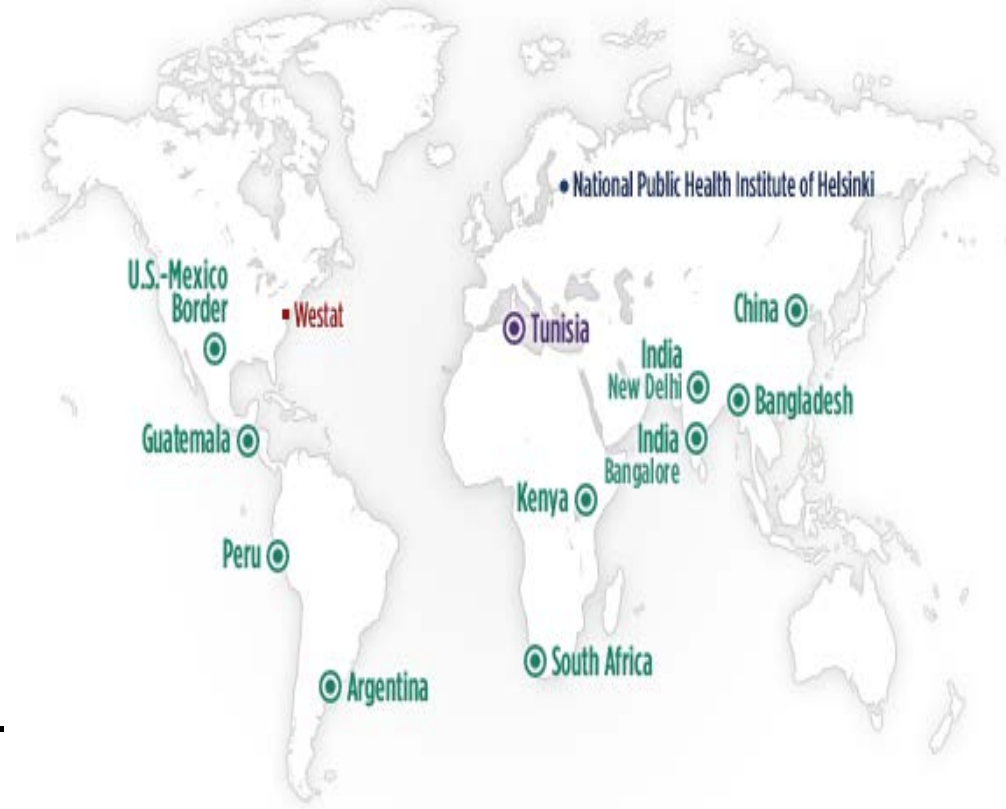 National Public Health Institute of Helsinki
U.S.-Mexico
Border
Westat
China
Tunisia
India
New Delhi
Bangladesh
Guatemala
India
Bangalore
Kenya
Peru
South Africa
Argentina